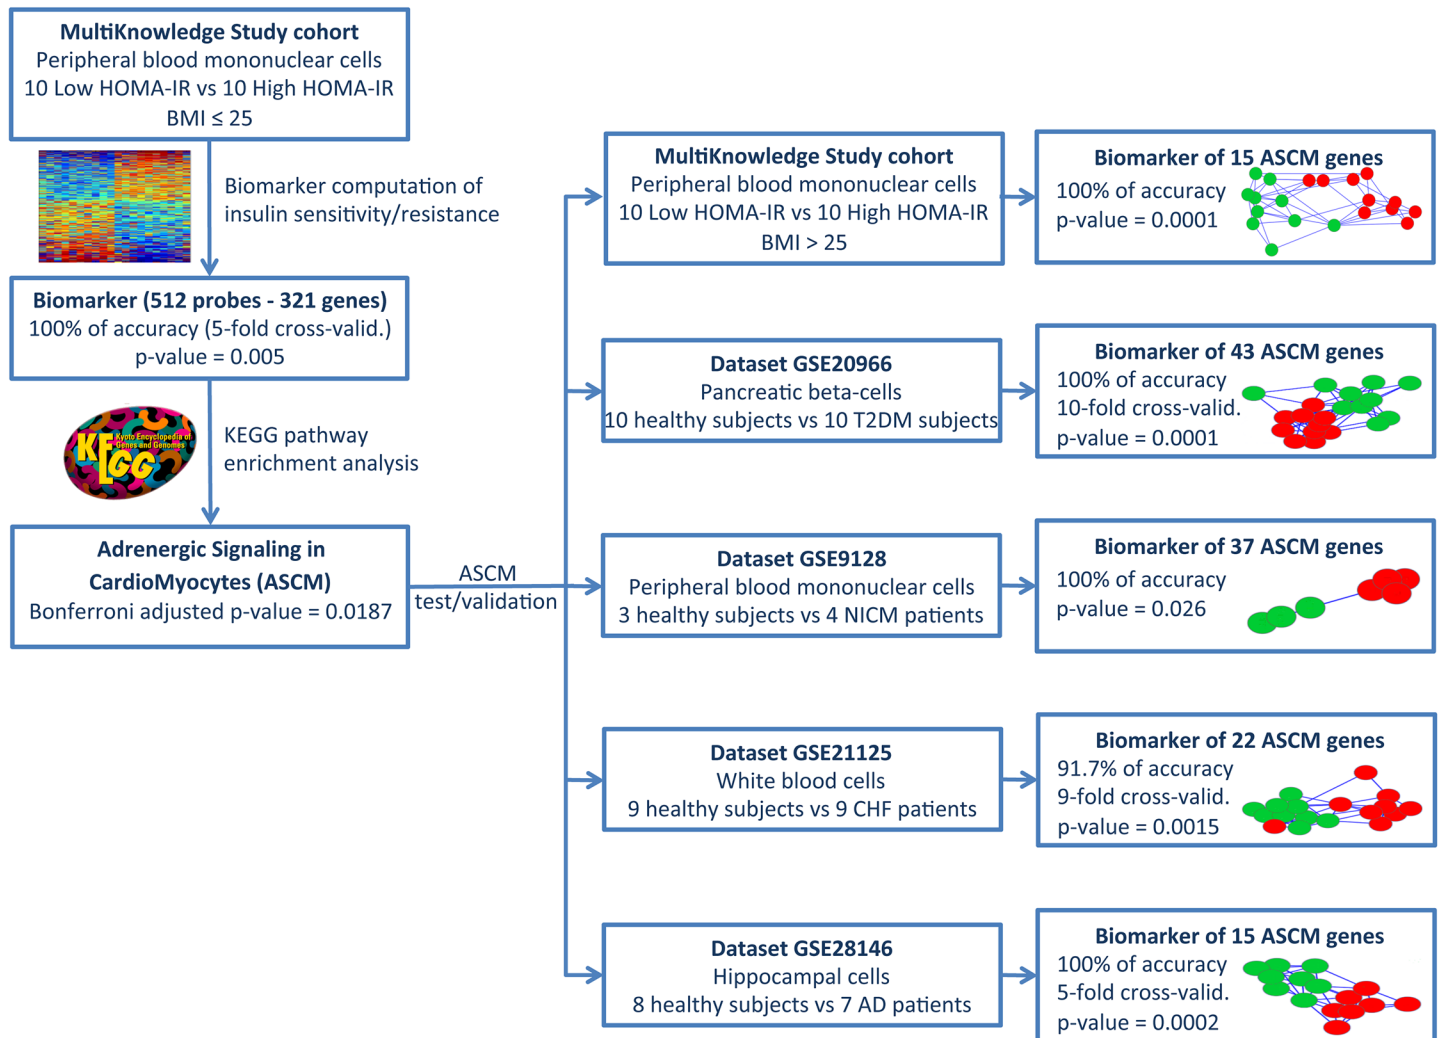 MultiKnowledge Study cohort
Peripheral blood mononuclear cells
10 Low HOMA-IR vs 10 High HOMA-IR
BMI ≤ 25
Biomarker computation of
insulin sensitivity/resistance
Biomarker (512 probes - 321 genes)
100% of accuracy (5-fold cross-valid.)
p-value = 0.005
KEGG
Kyoto Encyclopedia of
Genes and Genomes
KEGG pathway
enrichment analysis
Adrenergic Signaling in
CardioMyocytes (ASCM)
Bonferroni adjusted p-value = 0.0187
ASCM
test/validation
MultiKnowledge Study cohort
Peripheral blood mononuclear cells
10 Low HOMA-IR vs 10 High HOMA-IR
BMI > 25
Biomarker of 15 ASCM genes
100% of accuracy
p-value = 0.0001
Dataset GSE20966
Pancreatic beta-cells
10 healthy subjects vs 10 T2DM subjects
Biomarker of 43 ASCM genes
100% of accuracy
10-fold cross-valid.
p-value = 0.0001
Dataset GSE9128
Peripheral blood mononuclear cells
3 healthy subjects vs 4 NICM patients
Biomarker of 37 ASCM genes
100% of accuracy
p-value = 0.026
Dataset GSE21125
White blood cells
9 healthy subjects vs 9 CHF patients
Biomarker of 22 ASCM genes
91.7% of accuracy
9-fold cross-valid.
p-value = 0.0015
Dataset GSE28146
Hippocampal cells
8 healthy subjects vs 7 AD patients
Biomarker of 15 ASCM genes
100% of accuracy
5-fold cross-valid.
p-value = 0.0002